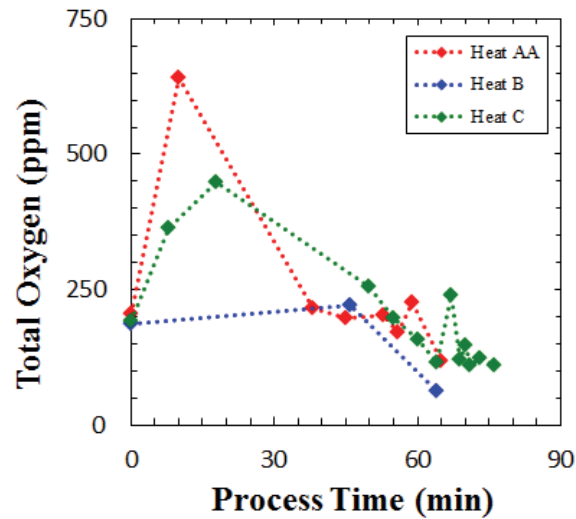 750
500
250
0
Total Oxygen (ppm)
Heat AA
Heat B
Heat C
0 30 60 90
Process Time (min)